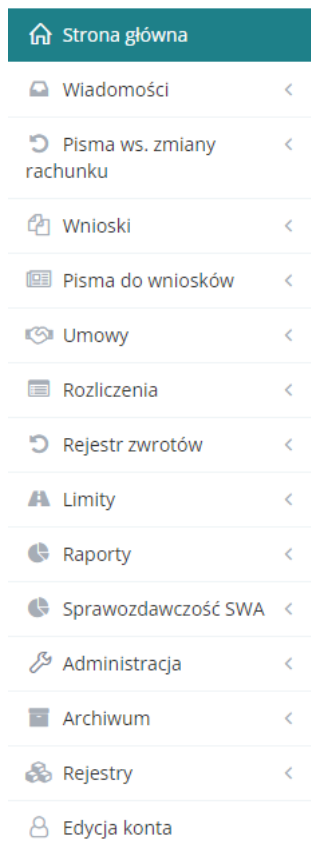 Strona główna
Wiadomości
Pisma ws. zmiany
rachunku
Wnioski
Pisma do wniosków
Umowy
Rozliczenia
Rejestr zwrotów
Limity
Raporty
Sprawozdawczość SWA
Administracja
Archiwum
Rejestry
Edycja konta